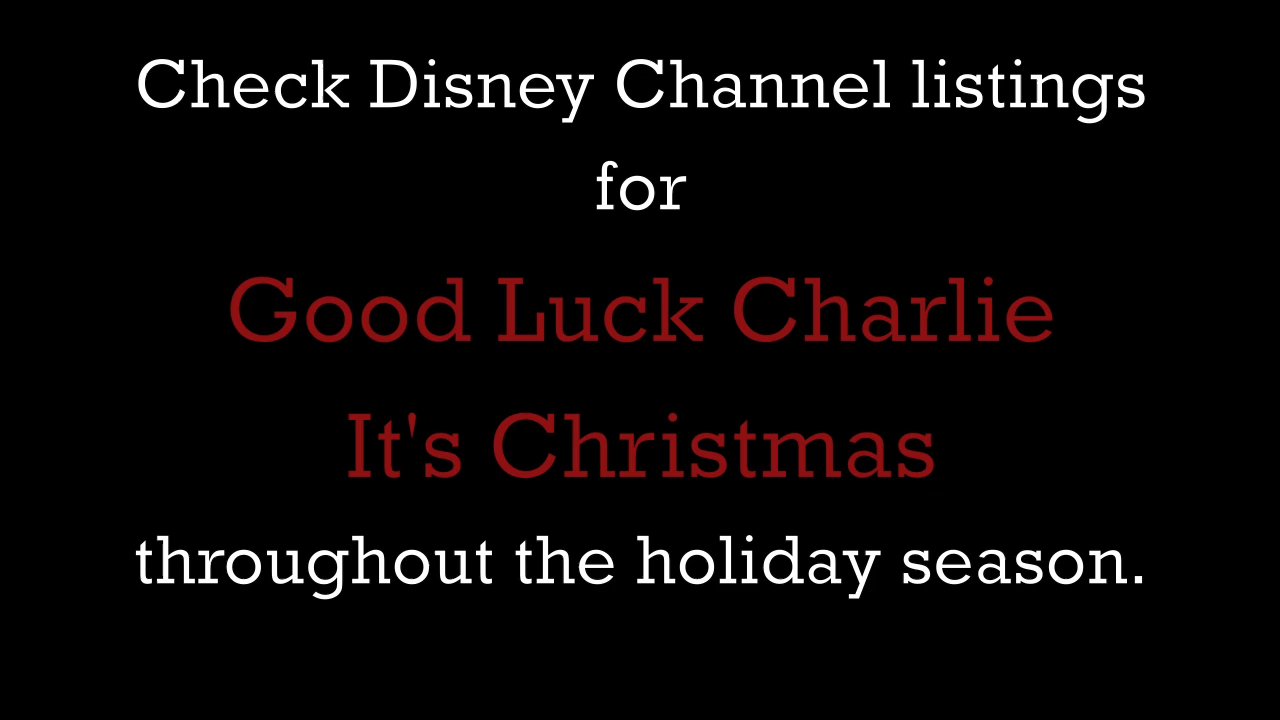 Check Disney Channel listings
for
Good Luck Charlie
It's Christmas
throughout the holiday season.